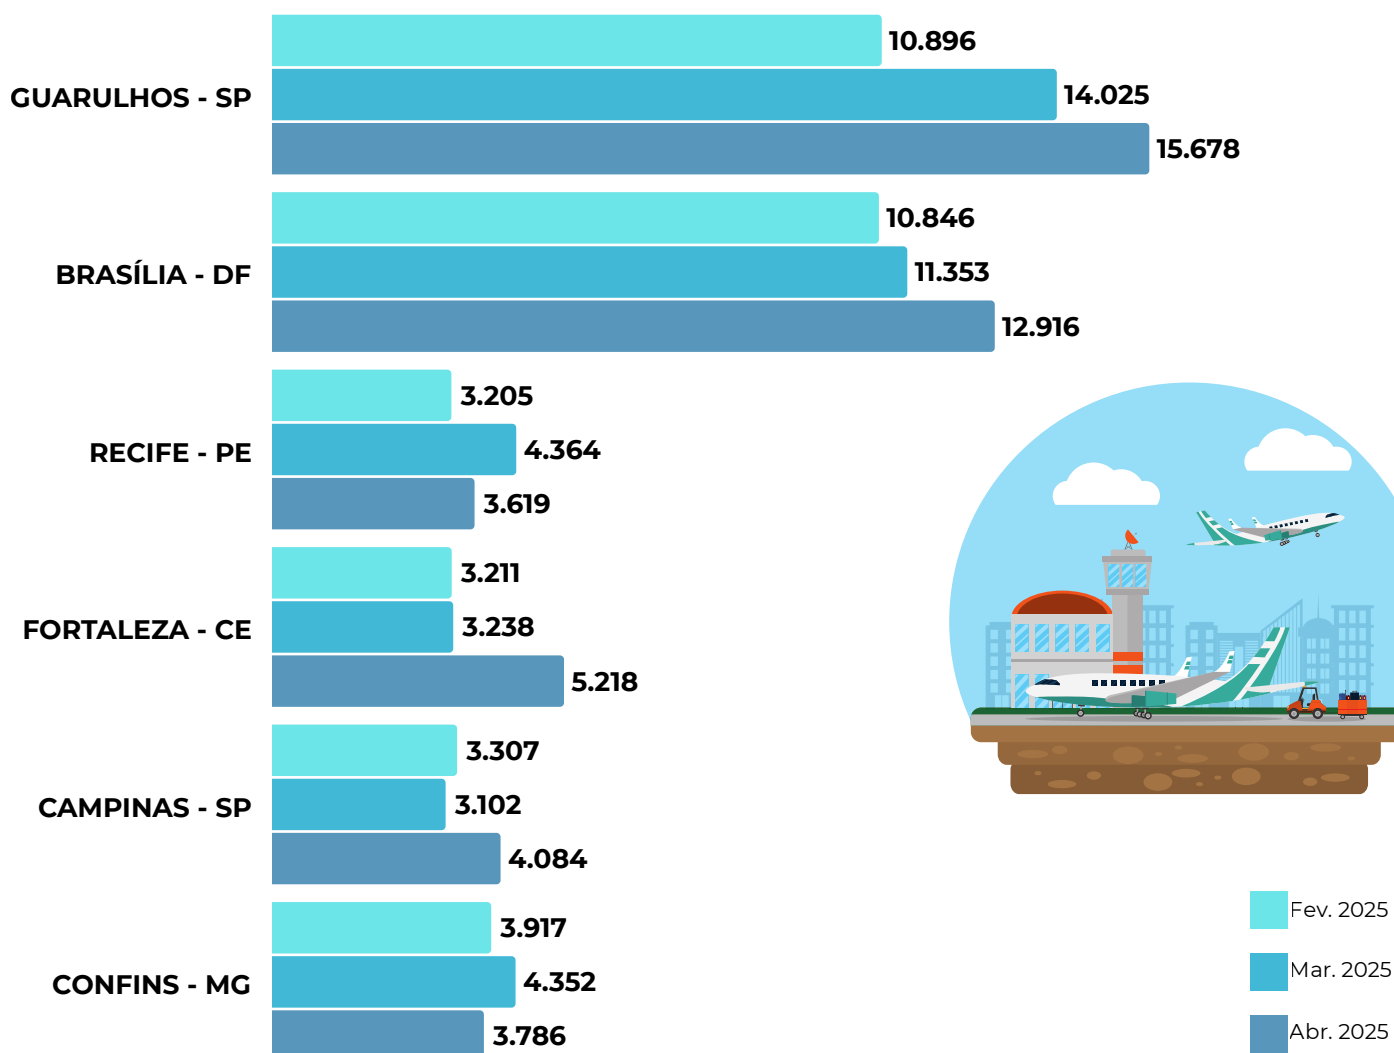 10.896
GUARULHOS - SP
14.025
15.678
10.846
BRASÍLIA - DF
11.353
12.916
3.205
RECIFE - PE
4.364
3.619
3.211
FORTALEZA - CE
3.238
5.218
3.307
CAMPINAS - SP
3.102
4.084
3.917
CONFINS - MG
4.352
3.786
Fev. 2025
Mar. 2025
Abr. 2025